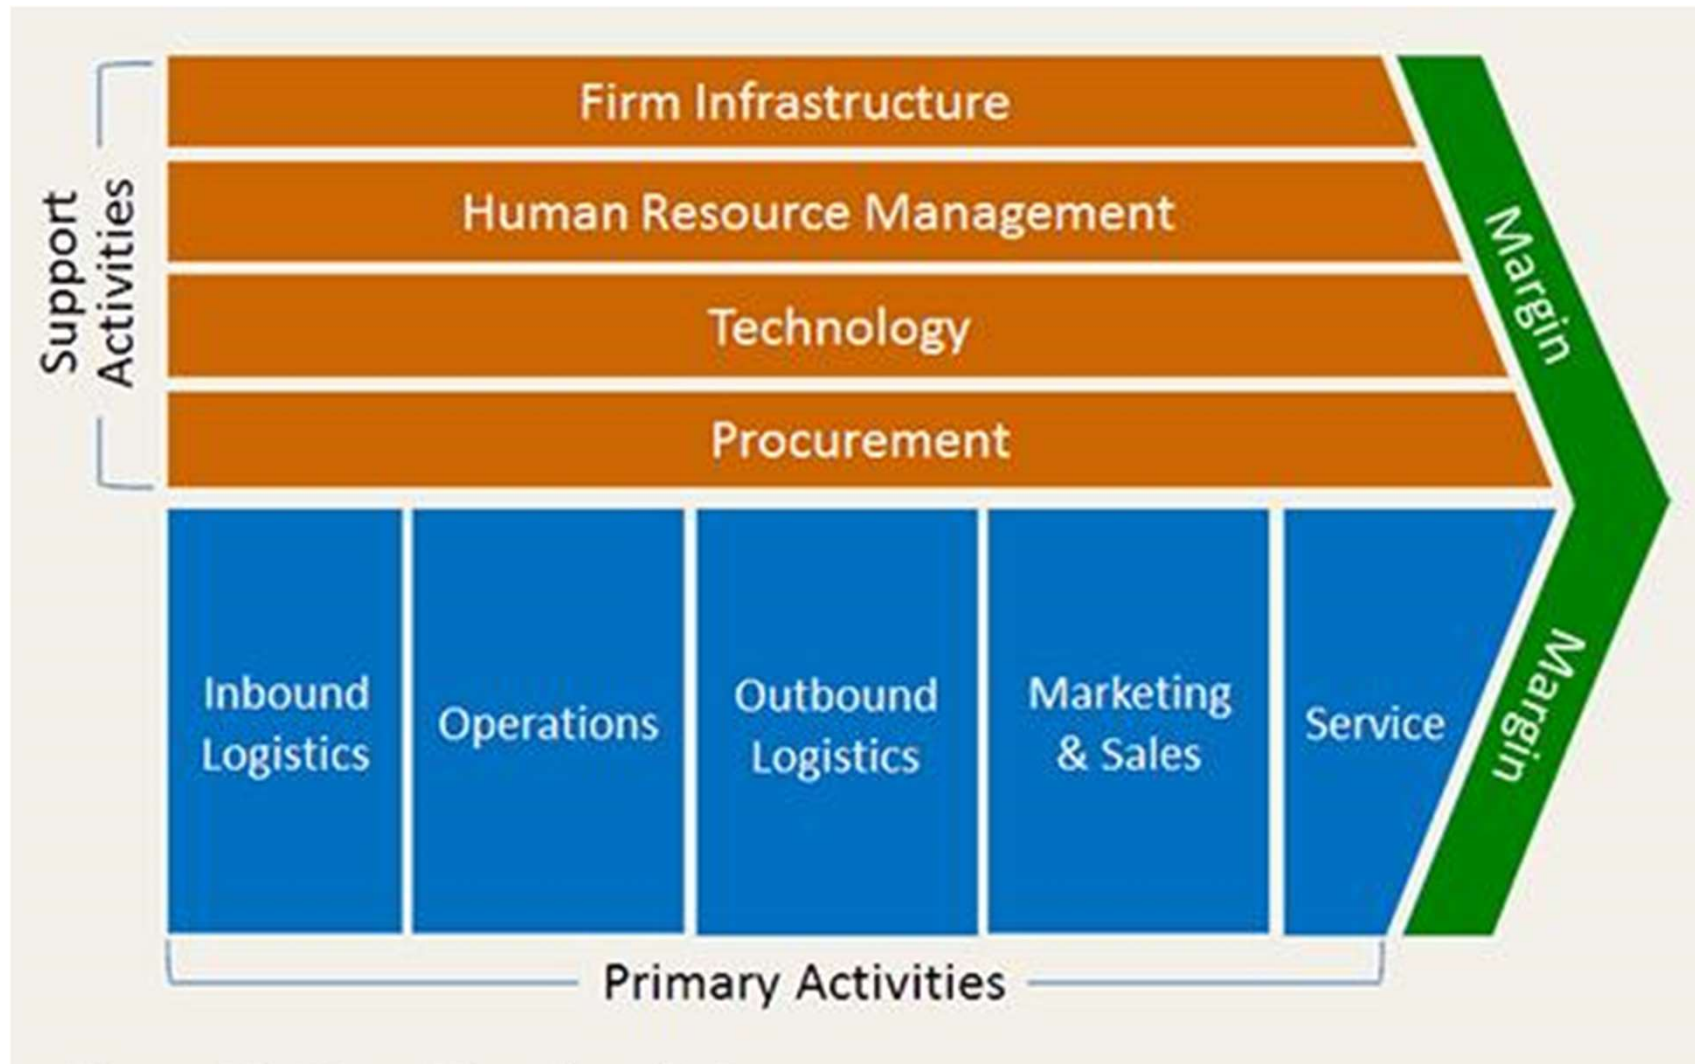 Support
Activities
Firm Infrastructure
Human Resource Management
Technology
Procurement
Margin
Inbound
Logistics
Operations
Outbound
Logistics
Marketing
& Sales
Service
Margin
Primary Activities